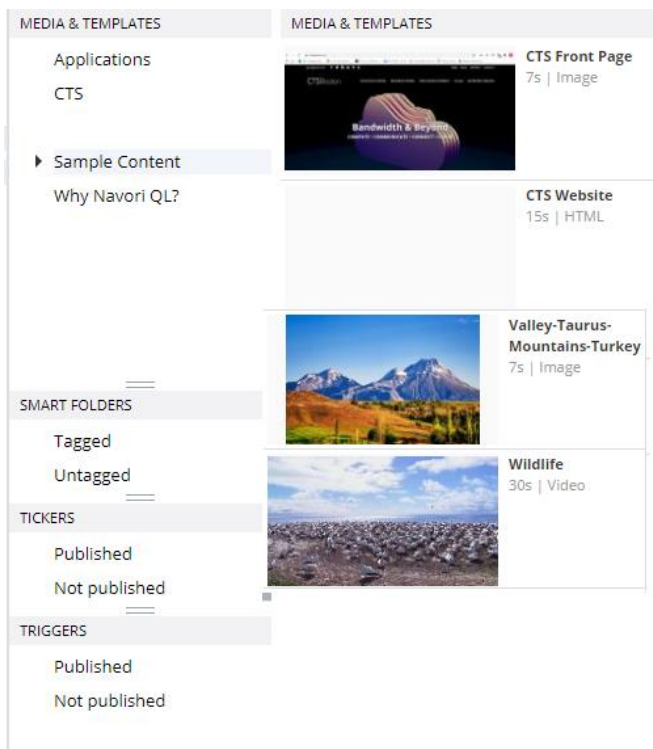 MEDIA & TEMPLATES
Applications
CTS
Sample Content
Why Navori QL?
SMART FOLDERS
Tagged
Untagged
TICKERS
Published
Not published
TRIGGERS
Published
Not published
MEDIA & TEMPLATES
Bandwidth & Beyond
CTS Front Page
7s | Image
CTS Website
15s | HTML
Valley-Taurus-
Mountains-Turkey
7s | Image
Wildlife
30s | Video